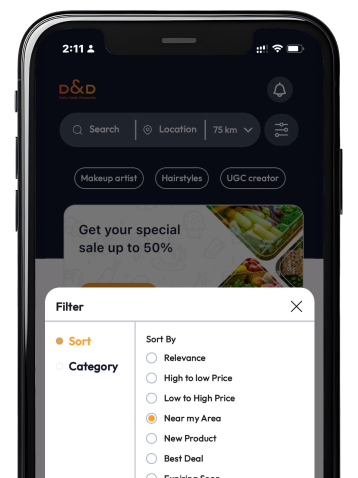 2:11
D&D
Search
Location
75 km
Makeup artist
Hairstyles
UGC creator
Get your special
sale up to 50%
Filter
Sort
Category
Sort By
Relevance
High to low Price
Low to High Price
Near my Area
New Product
Best Deal
Expiring Soon